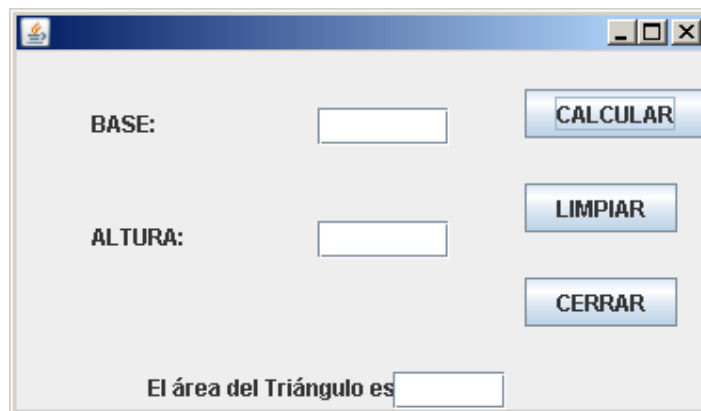 BASE:
CALCULAR
LIMPIAR
ALTURA:
CERRAR
El área del Triángulo es